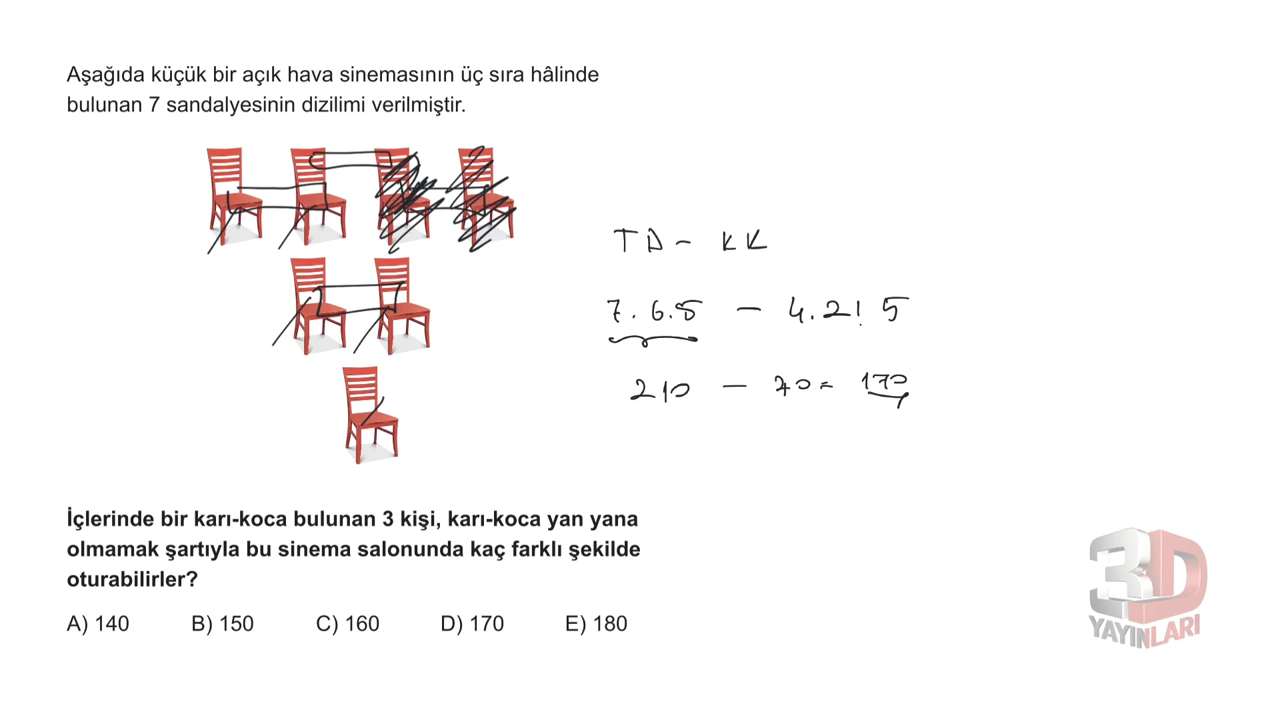 Aşağıda küçük bir açık hava sinemasının üç sıra hâlinde
bulunan 7 sandalyesinin dizilimi verilmiştir.
TD - KK
7.6.5 - 4.2!5
210 - 40 = 170
İçlerinde bir karı-koca bulunan 3 kişi, karı-koca yan yana
olmamak şartıyla bu sinema salonunda kaç farklı şekilde
oturabilirler?
A) 140 B) 150 C) 160 D) 170 E) 180
3D
YAYINLARI